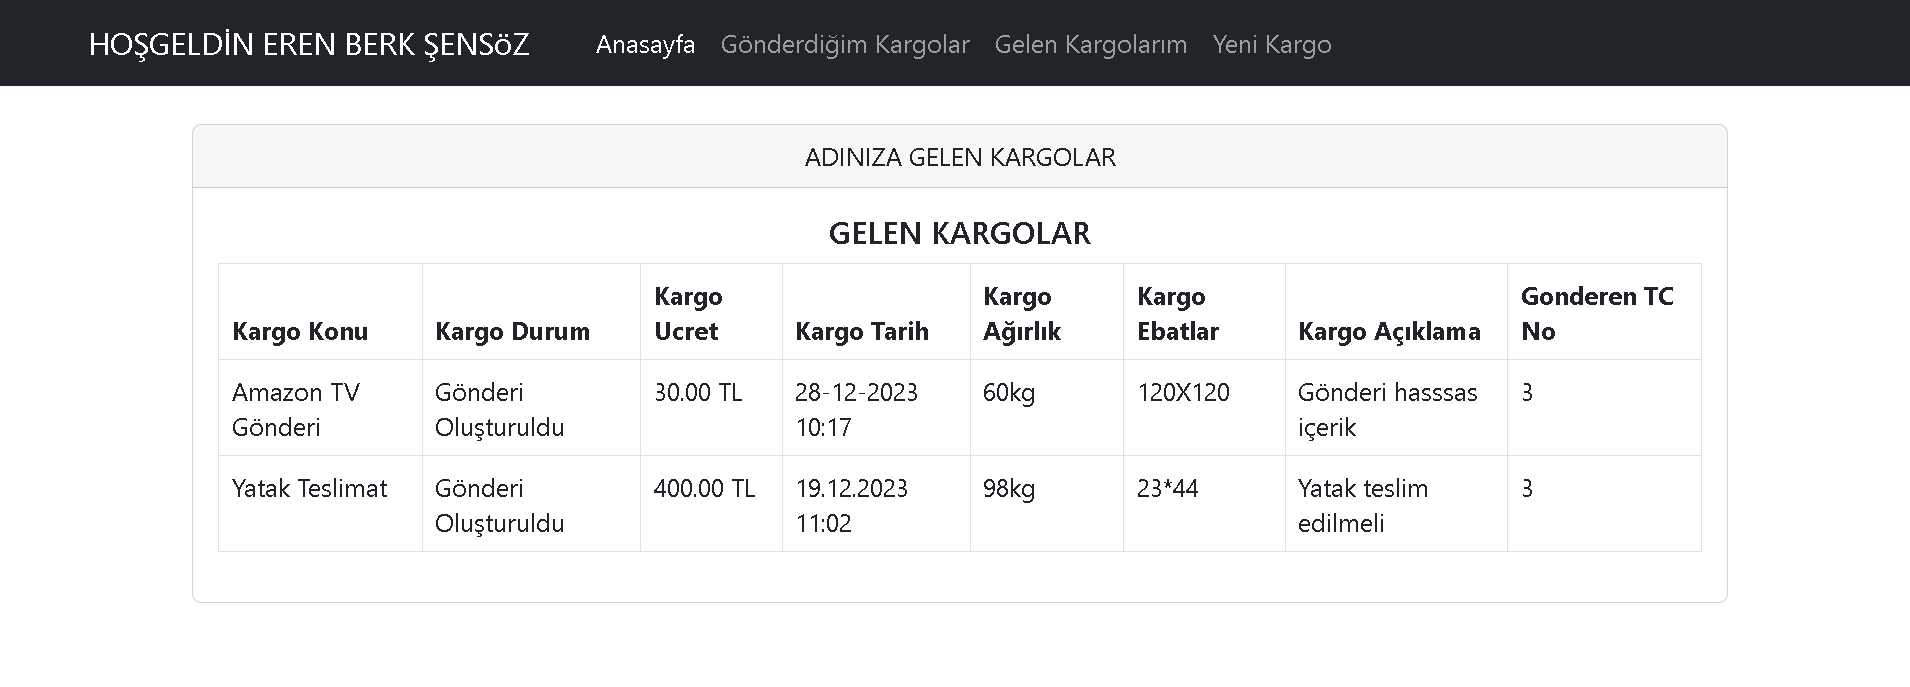 HOŞGELDİN EREN BERK ŞENSöZ Anasayfa Gönderdiğim Kargolar Gelen Kargolarım Yeni Kargo
ADINIZA GELEN KARGOLAR
GELEN KARGOLAR
Kargo Konu
Kargo Durum
Kargo
Ucret
Kargo Tarih
Kargo
Ağırlık
Kargo
Ebatlar
Kargo Açıklama
Gonderen TC
No
Amazon TV
Gönderi
Gönderi
Oluşturuldu
30.00 TL
28-12-2023
10:17
60kg
120X120
Gönderi hasssas
içerik
3
Yatak Teslimat
Gönderi
Oluşturuldu
400.00 TL
19.12.2023
11:02
98kg
23*44
Yatak teslim
edilmeli
3